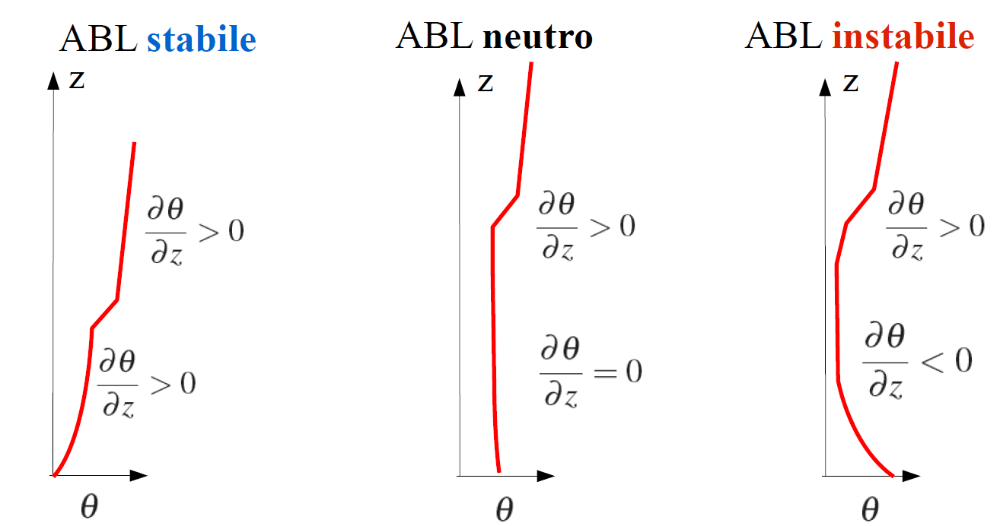 ABL stabile
z
∂θ/∂z > 0
∂θ/∂z > 0
θ
ABL neutro
z
∂θ/∂z > 0
∂θ/∂z = 0
θ
ABL instabile
z
∂θ/∂z > 0
∂θ/∂z < 0
θ